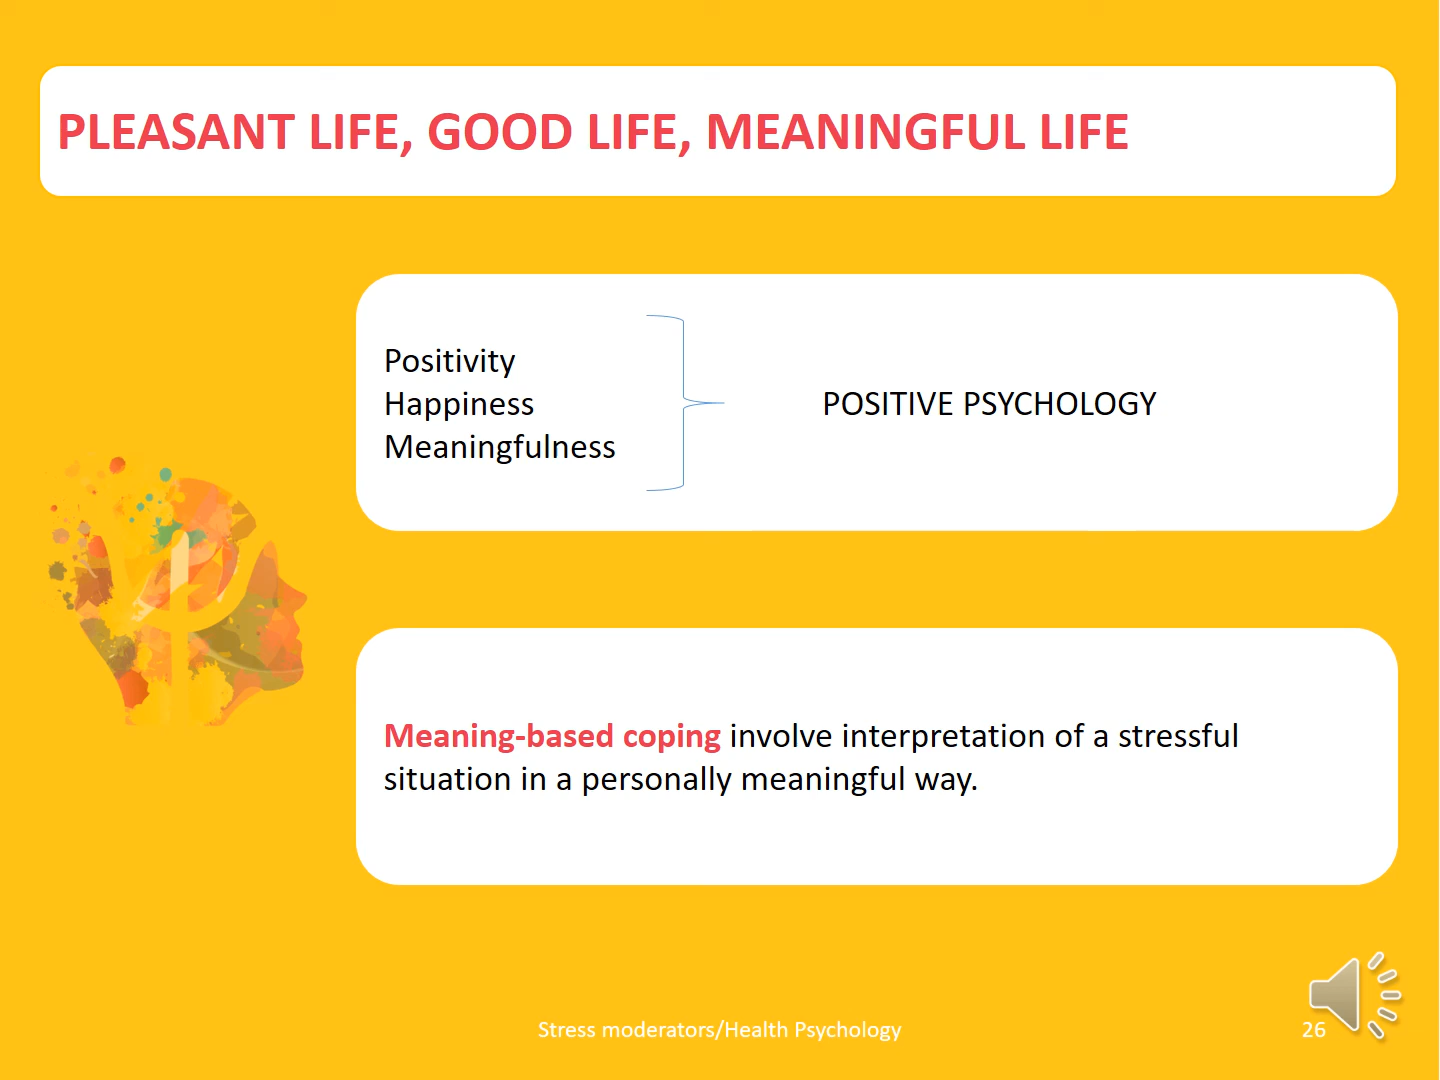 PLEASANT LIFE, GOOD LIFE, MEANINGFUL LIFE
Positivity
Happiness
Meaningfulness
POSITIVE PSYCHOLOGY
Meaning-based coping involve interpretation of a stressful
situation in a personally meaningful way.
Stress moderators/Health Psychology
26